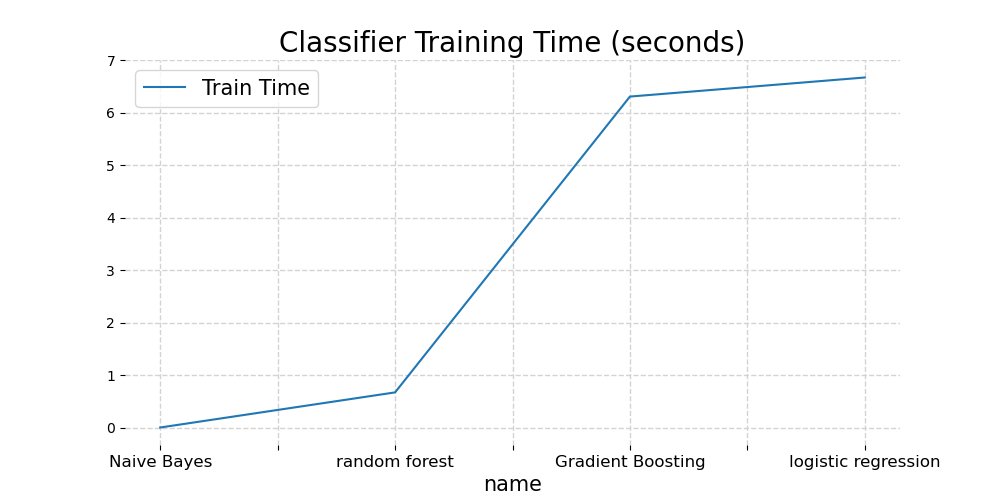 Classifier Training Time (seconds)
Train Time
7
6
5
4
3
2
1
0
Naive Bayes random forest Gradient Boosting logistic regression
name